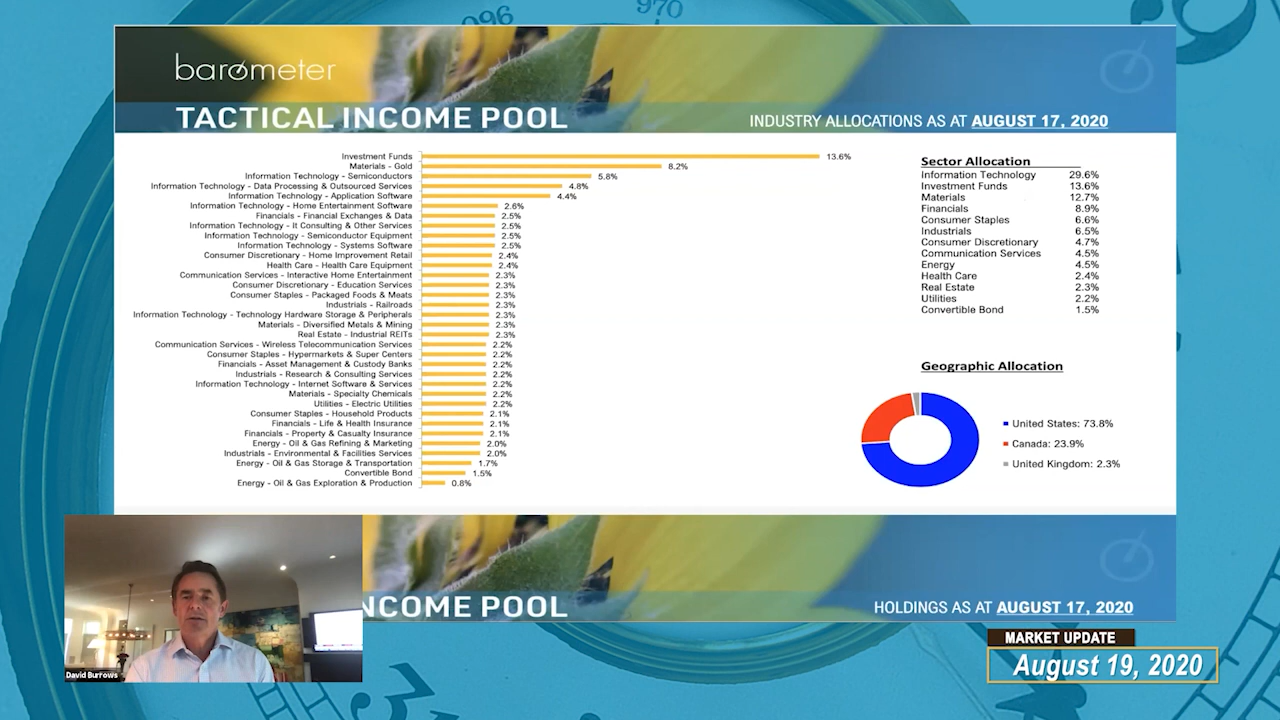 096
970
barometer
TACTICAL INCOME POOL
INDUSTRY ALLOCATIONS AS AT AUGUST 17, 2020
Investment Funds 13.6%
Materials - Gold 8.2%
Information Technology - Semiconductors 5.8%
Information Technology - Data Processing & Outsourced Services 4.8%
Information Technology - Application Software 4.4%
Information Technology - Home Entertainment Software 2.6%
Financials - Financial Exchanges & Data 2.5%
Information Technology - It Consulting & Other Services 2.5%
Information Technology - Semiconductor Equipment 2.5%
Information Technology - Systems Software 2.5%
Consumer Discretionary - Home Improvement Retail 2.4%
Health Care - Health Care Equipment 2.4%
Communication Services - Interactive Home Entertainment 2.3%
Consumer Discretionary - Education Services 2.3%
Consumer Staples - Packaged Foods & Meats 2.3%
Industrials - Railroads 2.3%
Information Technology - Technology Hardware Storage & Peripherals 2.3%
Materials - Diversified Metals & Mining 2.3%
Real Estate - Industrial REITs 2.3%
Communication Services - Wireless Telecommunication Services 2.2%
Consumer Staples - Hypermarkets & Super Centers 2.2%
Financials - Asset Management & Custody Banks 2.2%
Industrials - Research & Consulting Services 2.2%
Information Technology - Internet Software & Services 2.2%
Materials - Specialty Chemicals 2.2%
Utilities - Electric Utilities 2.2%
Consumer Staples - Household Products 2.1%
Financials - Life & Health Insurance 2.1%
Financials - Property & Casualty Insurance 2.1%
Energy - Oil & Gas Refining & Marketing 2.0%
Industrials - Environmental & Facilities Services 2.0%
Energy - Oil & Gas Storage & Transportation 1.7%
Convertible Bond 1.5%
Energy - Oil & Gas Exploration & Production 0.8%
Sector Allocation
Information Technology 29.6%
Investment Funds 13.6%
Materials 12.7%
Financials 8.9%
Consumer Staples 6.6%
Industrials 6.5%
Consumer Discretionary 4.7%
Communication Services 4.5%
Energy 4.5%
Health Care 2.4%
Real Estate 2.3%
Utilities 2.2%
Convertible Bond 1.5%
Geographic Allocation
United States: 73.8%
Canada: 23.9%
United Kingdom: 2.3%
NCOME POOL
HOLDINGS AS AT AUGUST 17, 2020
David Burrows
MARKET UPDATE
August 19, 2020